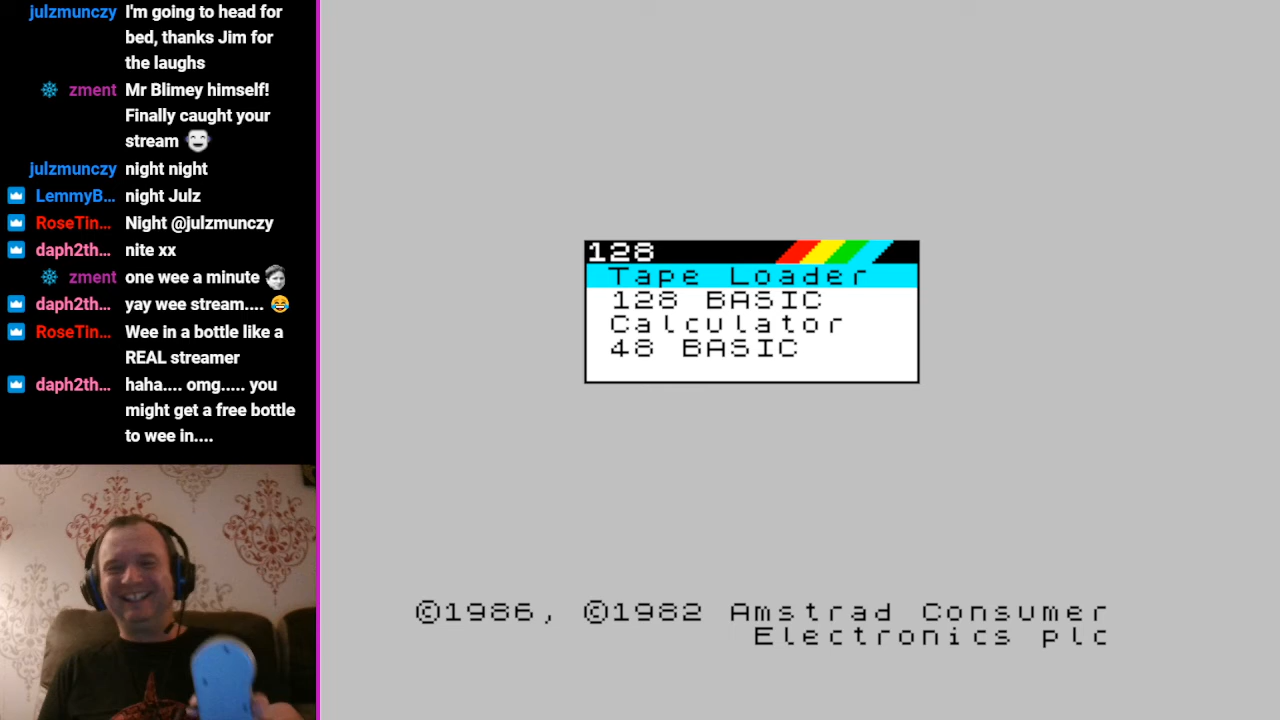 julzmunczy I'm going to head for
bed, thanks Jim for
the laughs
zment Mr Blimey himself!
Finally caught your
stream
julzmunczy night night
LemmyB... night Julz
RoseTin... Night @julzmunczy
daph2th... nite xx
zment one wee a minute
daph2th... yay wee stream....
RoseTin... Wee in a bottle like a
REAL streamer
daph2th... haha.... omg..... you
might get a free bottle
to wee in....
128
Tape Loader
128 BASIC
Calculator
48 BASIC
©1986, ©1982 Amstrad Consumer
Electronics plc